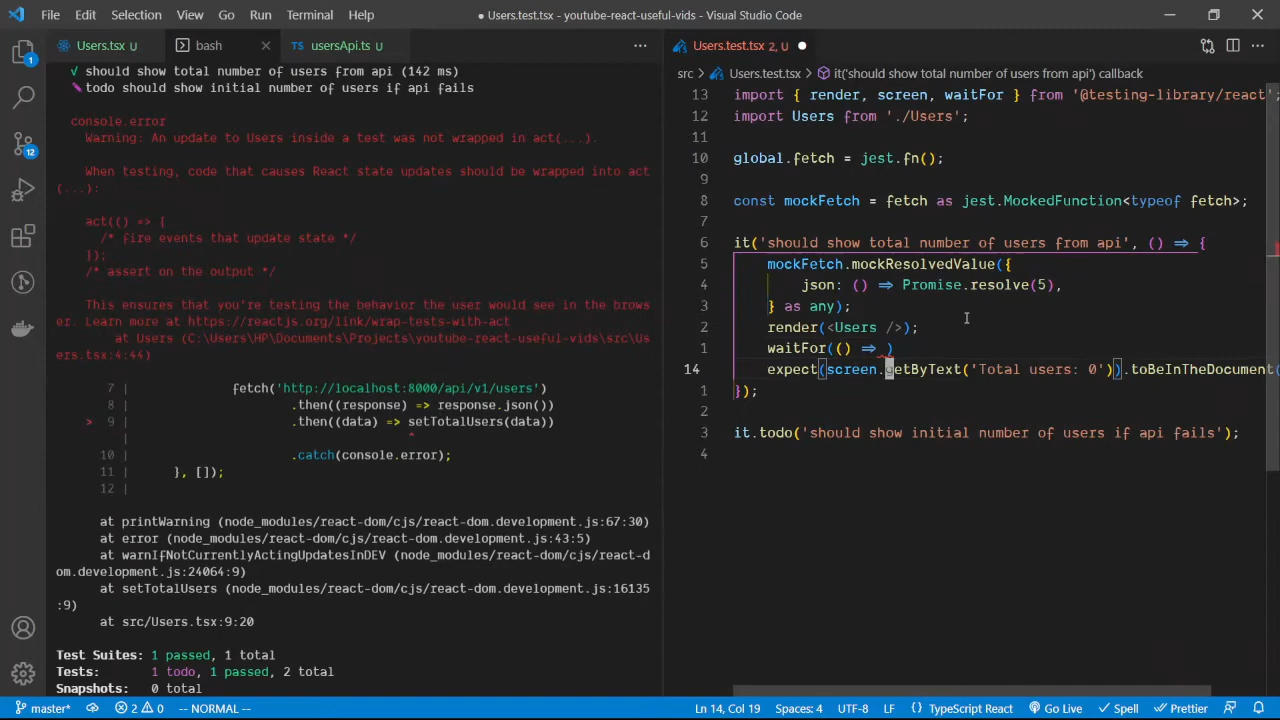 File Edit Selection View Go Run Terminal Help ● Users.test.tsx - youtube-react-useful-vids - Visual Studio Code
Users.tsx U bash usersApi.ts U
√ should show total number of users from api (142 ms)
✎ todo should show initial number of users if api fails
console.error
Warning: An update to Users inside a test was not wrapped in act(...).
When testing, code that causes React state updates should be wrapped into act
(...):
act(() => {
/* fire events that update state */
});
/* assert on the output */
This ensures that you're testing the behavior the user would see in the brows
er. Learn more at https://reactjs.org/link/wrap-tests-with-act
at Users (C:\Users\HP\Documents\Projects\youtube-react-useful-vids\src\Us
ers.tsx:4:44)
7 | fetch('http://localhost:8000/api/v1/users')
8 | .then((response) => response.json())
> 9 | .then((data) => setTotalUsers(data))
| ^
10 | .catch(console.error);
11 | }, []);
12 |
at printWarning (node_modules/react-dom/cjs/react-dom.development.js:67:30)
at error (node_modules/react-dom/cjs/react-dom.development.js:43:5)
at warnIfNotCurrentlyActingUpdatesInDEV (node_modules/react-dom/cjs/react-d
om.development.js:24064:9)
at setTotalUsers (node_modules/react-dom/cjs/react-dom.development.js:16135
:9)
at src/Users.tsx:9:20
Test Suites: 1 passed, 1 total
Tests: 1 todo, 1 passed, 2 total
Snapshots: 0 total
Users.test.tsx 2, U
src > Users.test.tsx > it('should show total number of users from api') callback
13 import { render, screen, waitFor } from '@testing-library/react'
12 import Users from './Users';
11
10 global.fetch = jest.fn();
9
8 const mockFetch = fetch as jest.MockedFunction<typeof fetch>;
7
6 it('should show total number of users from api', () => {
5 mockFetch.mockResolvedValue({
4 json: () => Promise.resolve(5),
3 } as any);
2 render(<Users />);
1 waitFor(() => )
14 expect(screen.getByText('Total users: 0')).toBeInTheDocument(
1 });
2
3 it.todo('should show initial number of users if api fails');
4
1
12
master* 2 0 -- NORMAL -- Ln 14, Col 19 Spaces: 4 UTF-8 LF {} TypeScript React Go Live Spell Prettier